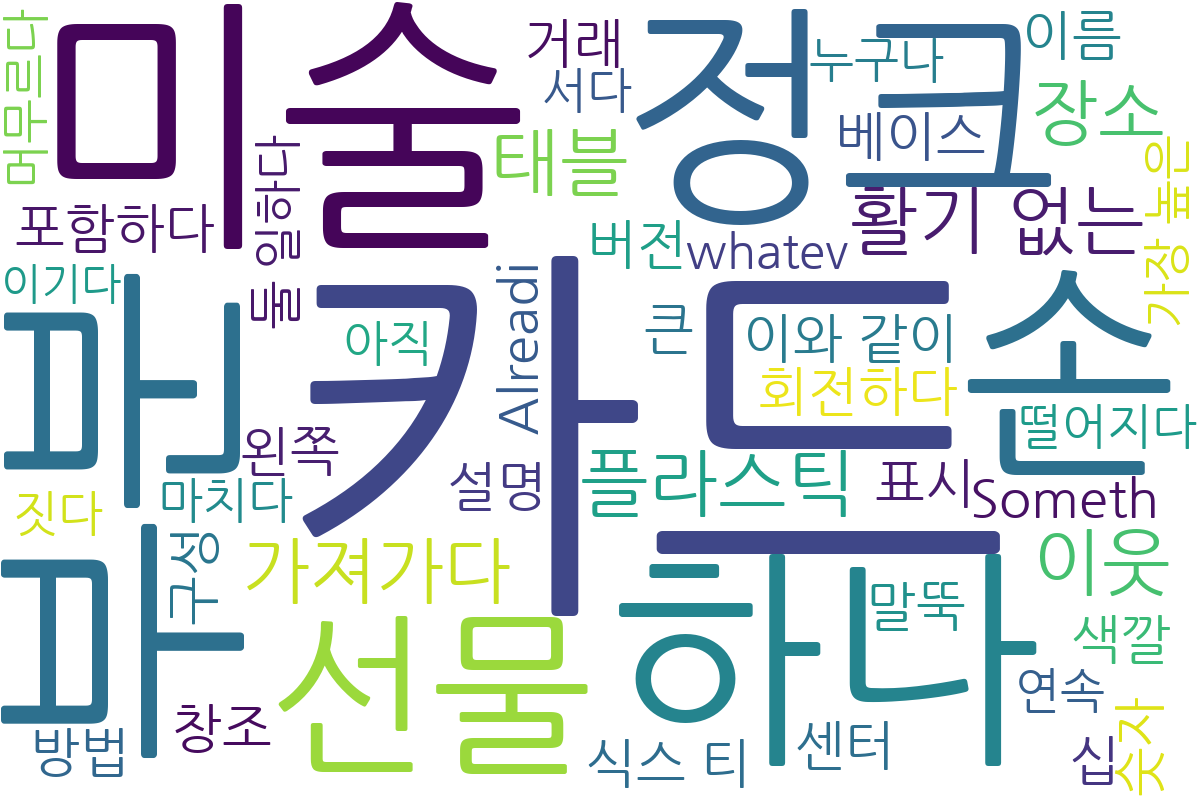 미술
정크
거래
누구나
이름
머무르다
서다
베이스
장소
태블
포함하다
둘 일하다
버전
whatev
활기 없는
가장 높은
이기다
부분
카드
손
아직
Alreadi
큰
이와 같이
회전하다
떨어지다
왼쪽
마치다
설명
플라스틱
표시
Someth
짓다
구성
가져가다
이웃
선물
하나
말뚝
색깔
방법
창조
식스 티
센터
연속
십
숫자